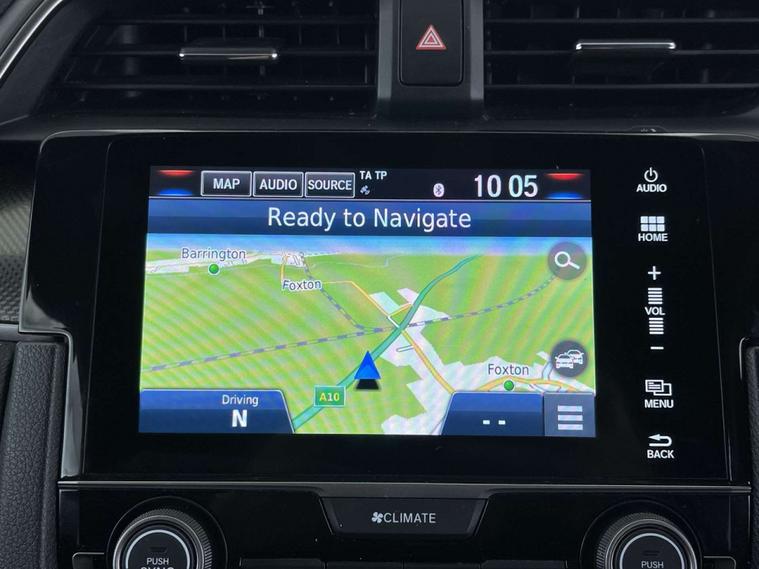 MAP
AUDIO
SOURCE
TA TP
10 05
Ready to Navigate
Barrington
Foxton
Foxton
A10
Driving
N
--
AUDIO
HOME
+
VOL
-
MENU
BACK
CLIMATE
PUSH
SYNC
PUSH